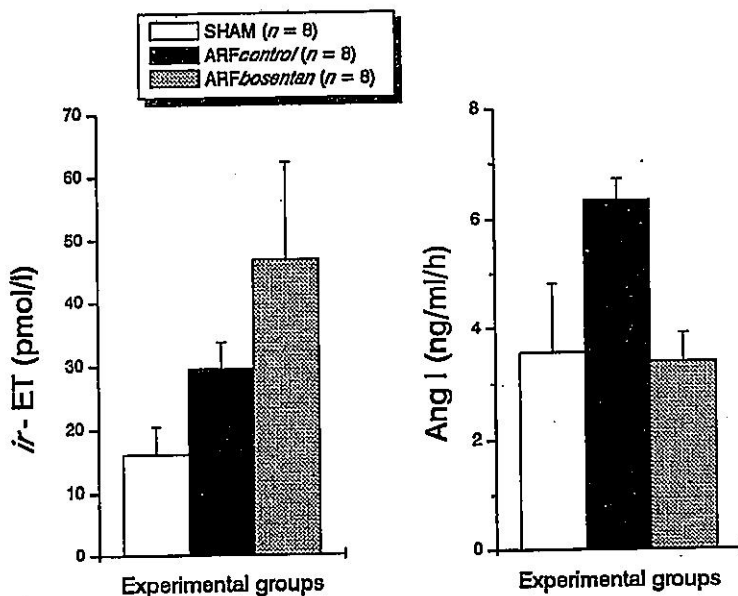 SHAM (n = 8)
ARFcontrol (n = 8)
ARFbosentan (n = 8)
70
60
50
40
30
20
10
0
ir- ET (pmol/l)
Experimental groups
8
6
4
2
0
Ang I (ng/ml/h)
Experimental groups